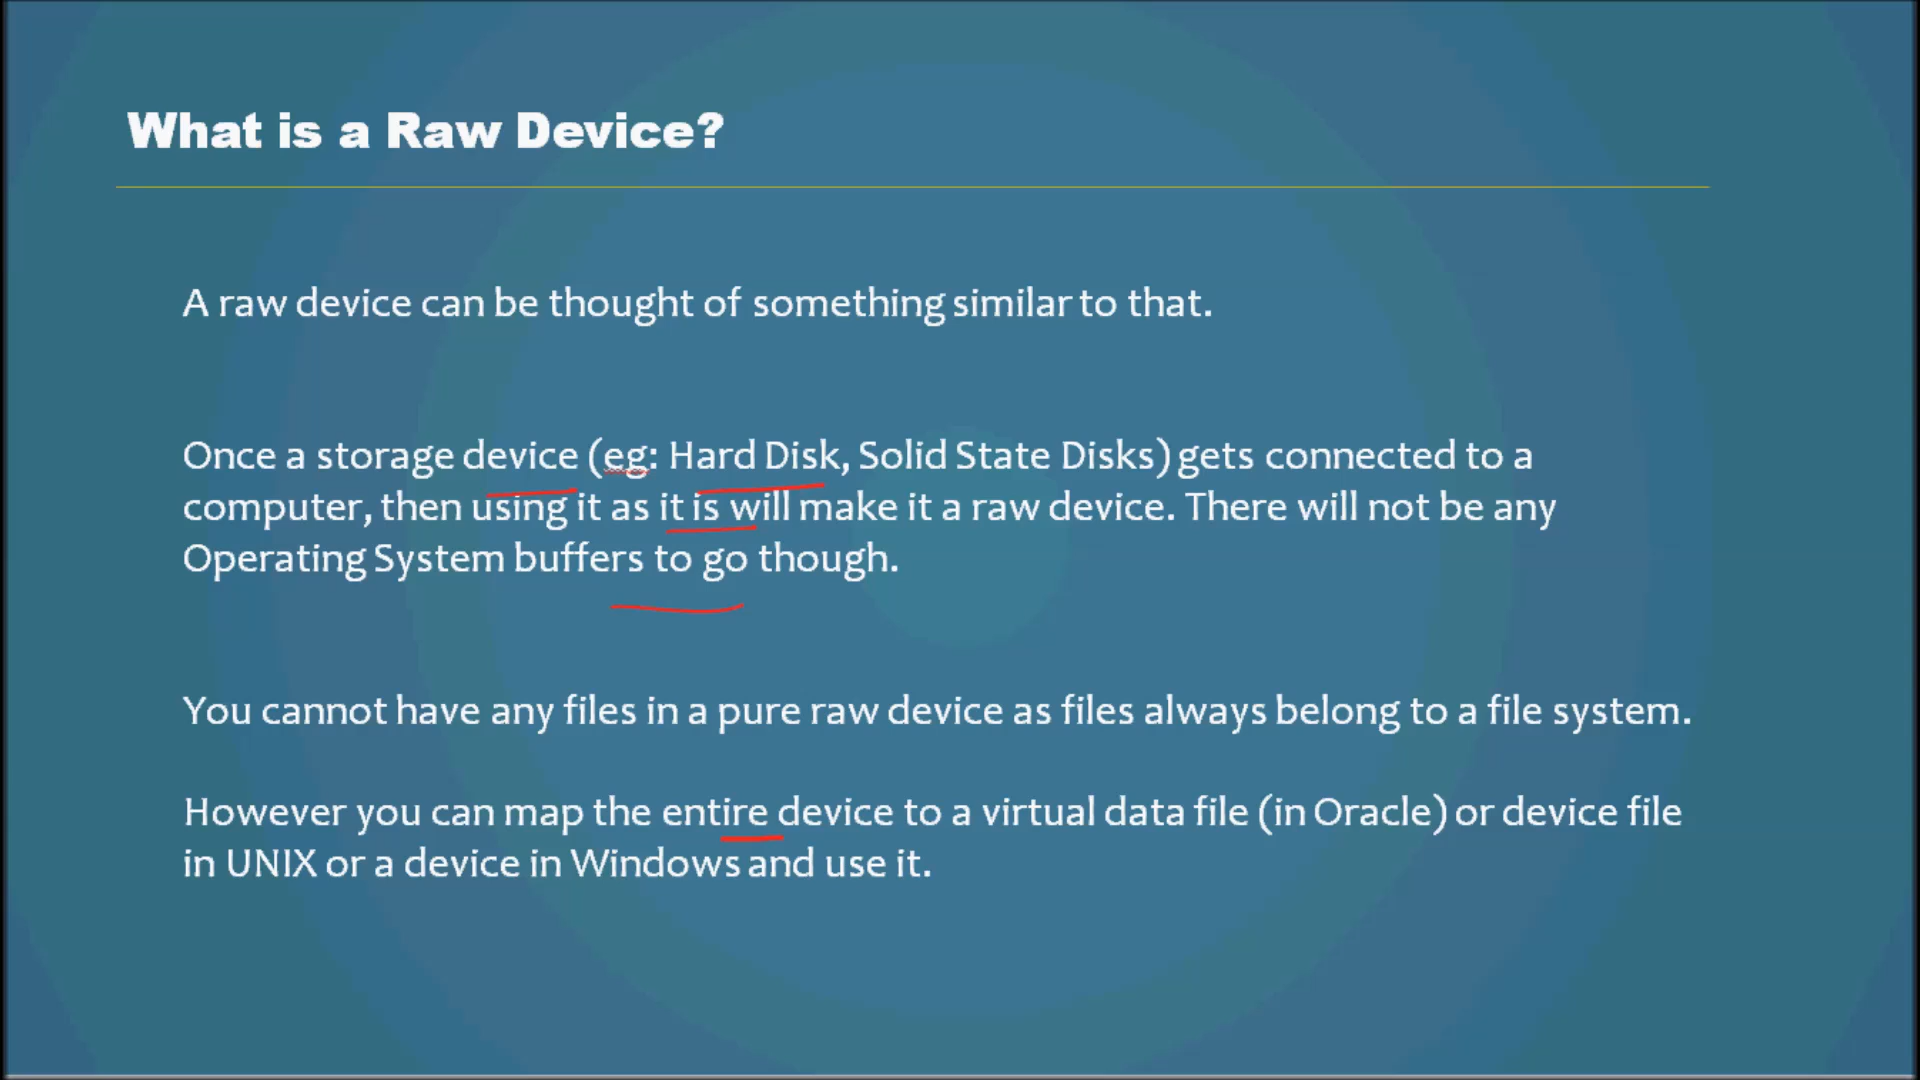 What is a Raw Device?
A raw device can be thought of something similar to that.
Once a storage device (eg: Hard Disk, Solid State Disks) gets connected to a
computer, then using it as it is will make it a raw device. There will not be any
Operating System buffers to go though.
You cannot have any files in a pure raw device as files always belong to a file system.
However you can map the entire device to a virtual data file (in Oracle) or device file
in UNIX or a device in Windows and use it.